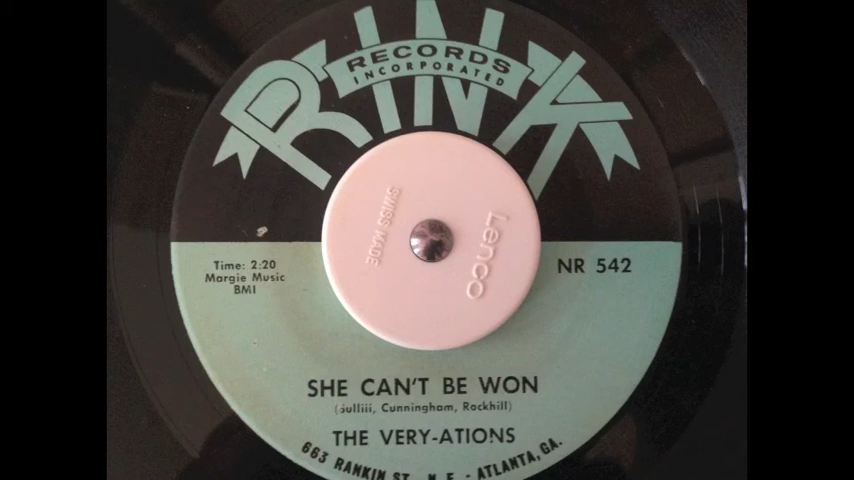 RINK
RECORDS
INCORPORATED
Lenco
SWISS MADE
Time: 2:20
Margie Music
BMI
NR 542
SHE CAN'T BE WON
(Gulliii, Cunningham, Rockhill)
THE VERY-ATIONS
663 RANKIN ST. N.E. - ATLANTA, GA.